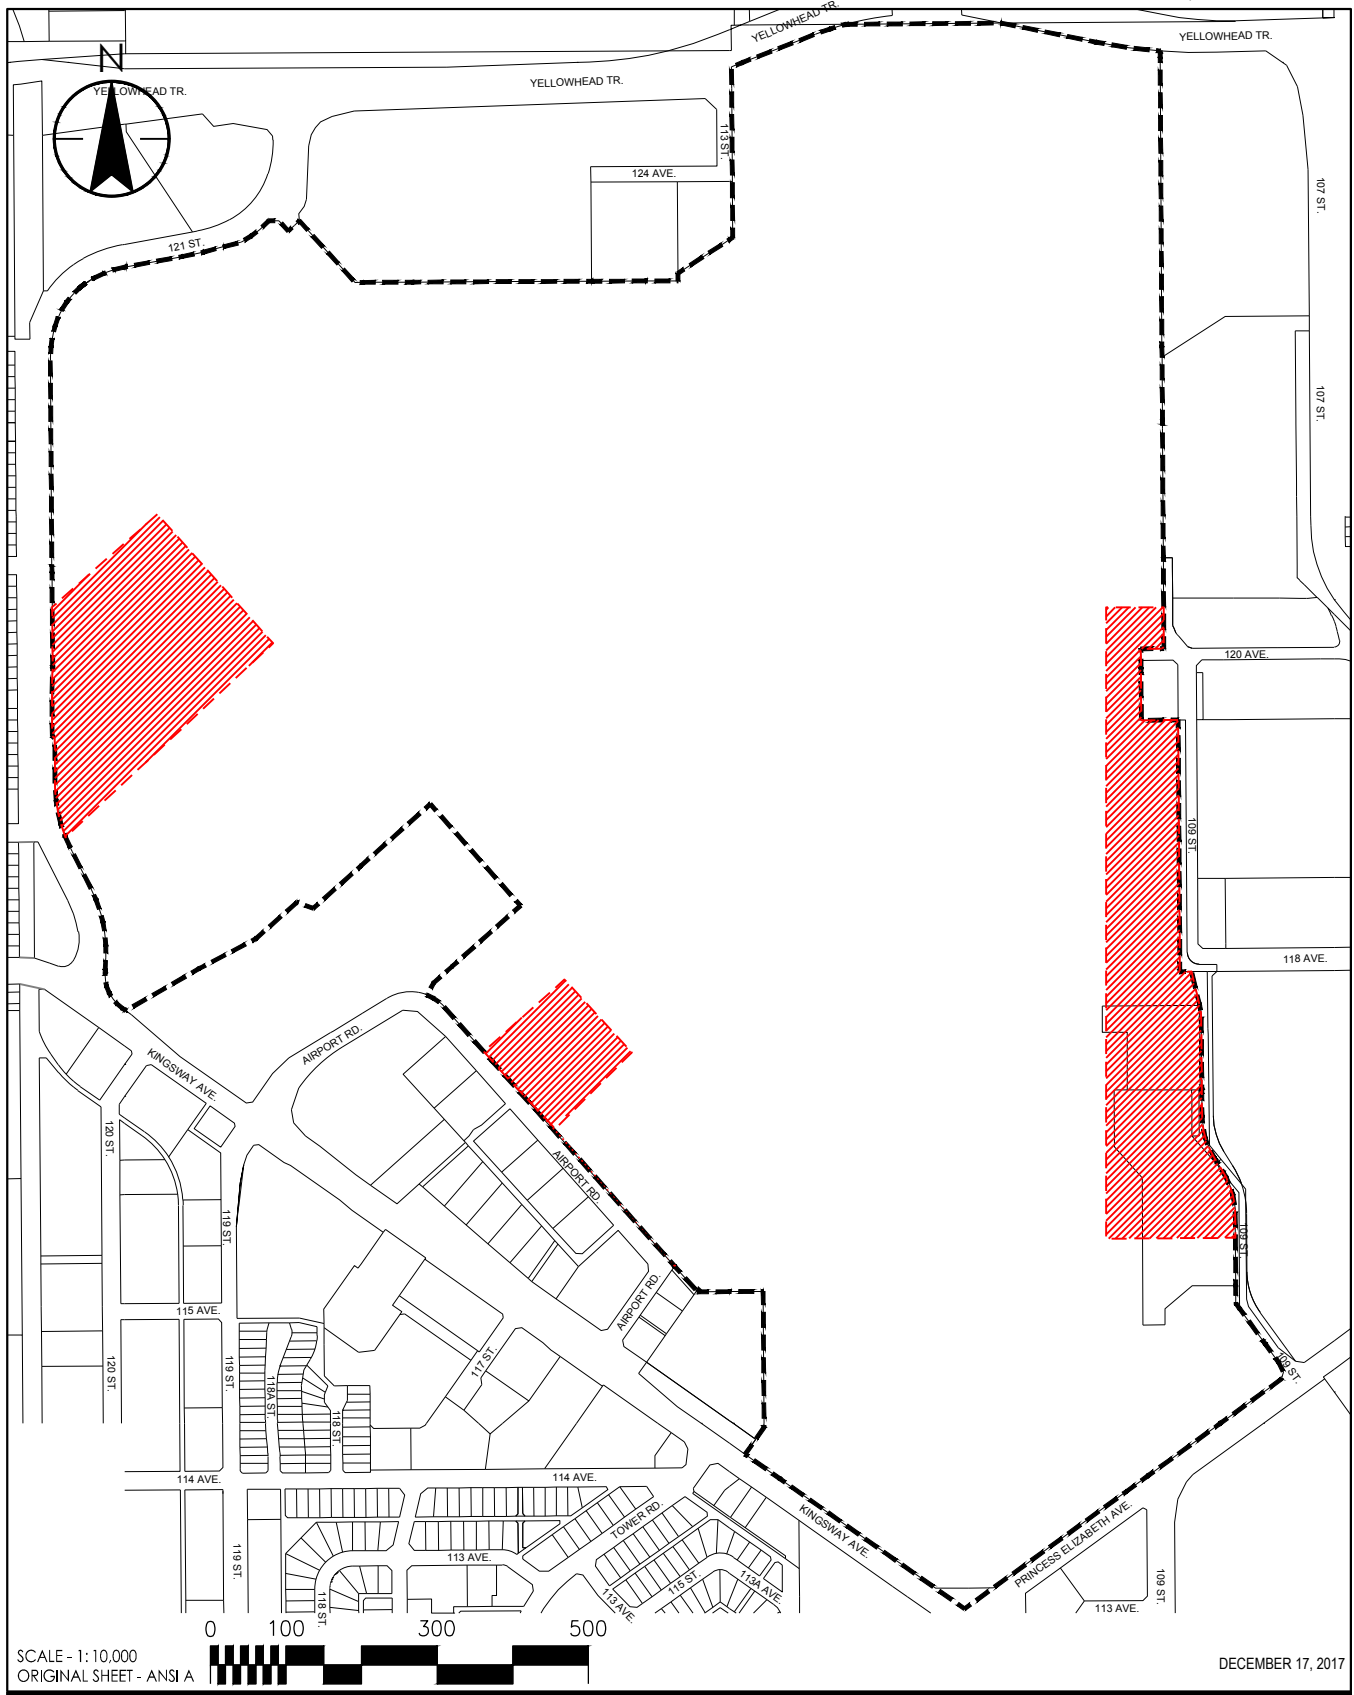 YELLOWHEAD TR.
YELLOWHEAD TR.
N
YELLOWHEAD TR.
YELLOWHEAD TR.
113 ST.
124 AVE.
107 ST.
121 ST.
107 ST.
120 AVE.
109 ST.
118 AVE.
AIRPORT RD.
KINGSWAY AVE.
120 ST.
AIRPORT RD.
119 ST.
109 ST.
AIRPORT RD.
115 AVE.
117 ST.
120 ST.
119 ST.
118A ST.
109 ST.
118 ST.
114 AVE.
114 AVE.
TOWER RD.
KINGSWAY AVE.
PRINCESS ELIZABETH AVE.
119 ST.
113 AVE.
115 ST.
113A AVE.
109 ST.
118 ST.
113 AVE.
113 AVE.
0 100 300 500
SCALE - 1: 10,000
ORIGINAL SHEET - ANSI A
DECEMBER 17, 2017